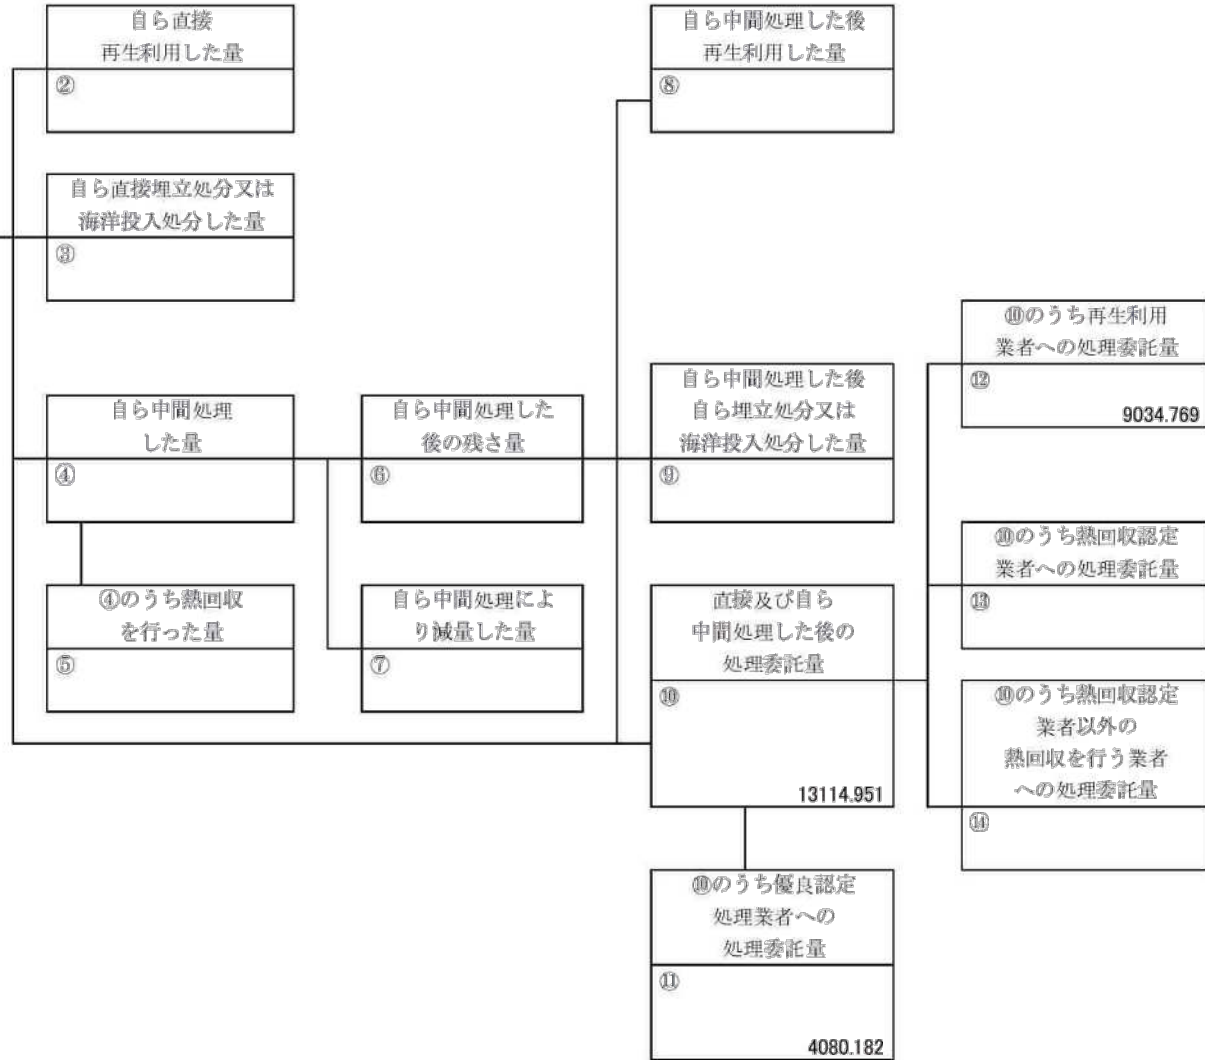 自ら直接
再生利用した量
②
自ら中間処理した後
再生利用した量
⑧
自ら直接埋立処分又は
海洋投入処分した量
③
⑩のうち再生利用
業者への処理委託量
⑫
9034.769
自ら中間処理
した量
④
自ら中間処理した
後の残さ量
⑥
自ら中間処理した後
自ら埋立処分又は
海洋投入処分した量
⑨
⑩のうち熱回収認定
業者への処理委託量
⑬
④のうち熱回収
を行った量
⑤
自ら中間処理によ
り減量した量
⑦
直接及び自ら
中間処理した後の
処理委託量
⑩
13114.951
⑩のうち熱回収認定
業者以外の
熱回収を行う業者
への処理委託量
⑭
⑩のうち優良認定
処理業者への
処理委託量
⑪
4080.182